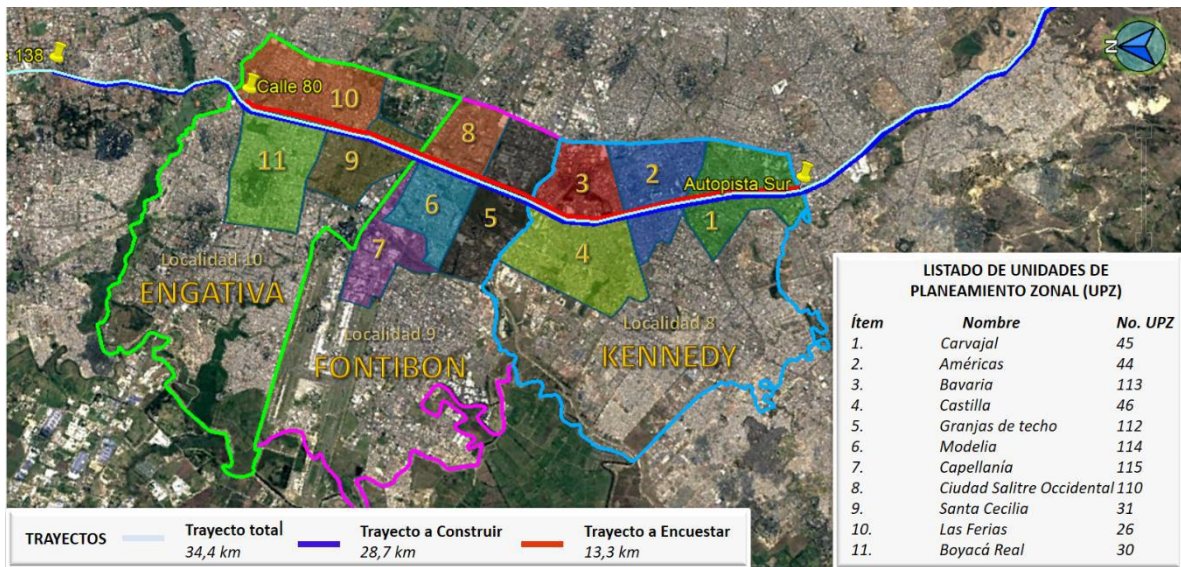 138
Calle 80
N
10
8
11
9
3
2
Autopista Sur
6
5
1
7
4
Localidad 10
ENGATIVA
Localidad 9
FONTIBON
Localidad 8
KENNEDY
LISTADO DE UNIDADES DE
PLANEAMIENTO ZONAL (UPZ)
Ítem Nombre No. UPZ
1. Carvajal 45
2. Américas 44
3. Bavaria 113
4. Castilla 46
5. Granjas de techo 112
6. Modelia 114
7. Capellanía 115
8. Ciudad Salitre Occidental 110
9. Santa Cecilia 31
10. Las Ferias 26
11. Boyacá Real 30
TRAYECTOS
Trayecto total
34,4 km
Trayecto a Construir
28,7 km
Trayecto a Encuestar
13,3 km